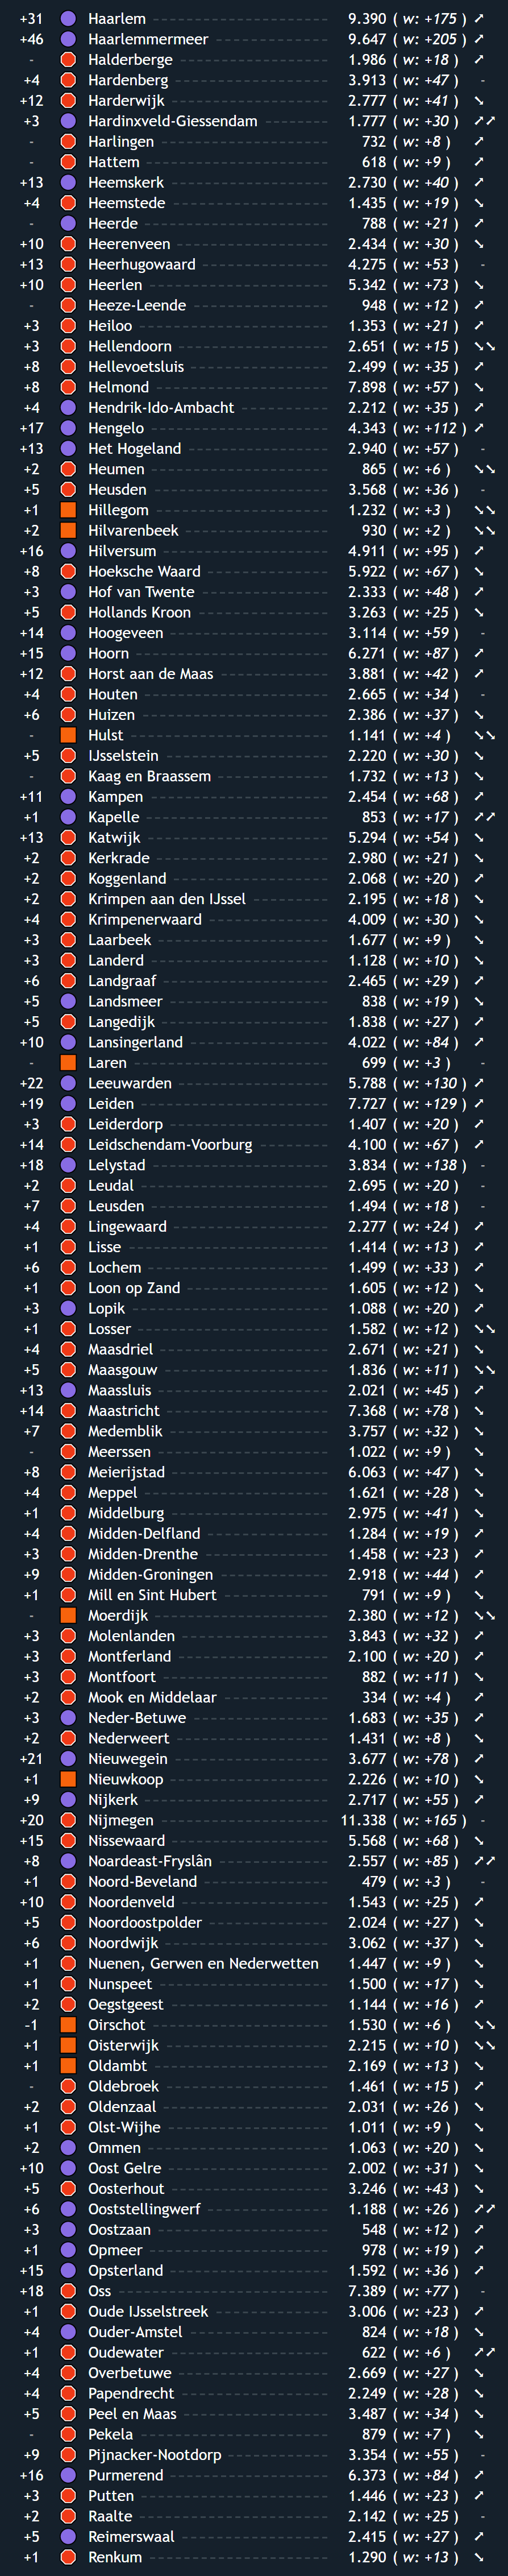 +31 Haarlem 9.390 ( w: +175 ) ➚
+46 Haarlemmermeer 9.647 ( w: +205 ) ➚
- Halderberge 1.986 ( w: +18 ) ➚
+4 Hardenberg 3.913 ( w: +47 ) -
+12 Harderwijk 2.777 ( w: +41 ) ➘
+3 Hardinxveld-Giessendam 1.777 ( w: +30 ) ➚➚
- Harlingen 732 ( w: +8 ) ➚
- Hattem 618 ( w: +9 ) ➚
+13 Heemskerk 2.730 ( w: +40 ) ➚
+4 Heemstede 1.435 ( w: +19 ) ➘
- Heerde 788 ( w: +21 ) ➚
+10 Heerenveen 2.434 ( w: +30 ) ➘
+13 Heerhugowaard 4.275 ( w: +53 ) -
+10 Heerlen 5.342 ( w: +73 ) ➘
- Heeze-Leende 948 ( w: +12 ) ➚
+3 Heiloo 1.353 ( w: +21 ) ➚
+3 Hellendoorn 2.651 ( w: +15 ) ➘➘
+8 Hellevoetsluis 2.499 ( w: +35 ) ➚
+8 Helmond 7.898 ( w: +57 ) ➘
+4 Hendrik-Ido-Ambacht 2.212 ( w: +35 ) ➚
+17 Hengelo 4.343 ( w: +112 ) ➚
+13 Het Hogeland 2.940 ( w: +57 ) -
+2 Heumen 865 ( w: +6 ) ➘➘
+5 Heusden 3.568 ( w: +36 ) -
+1 Hillegom 1.232 ( w: +3 ) ➘➘
+2 Hilvarenbeek 930 ( w: +2 ) ➘➘
+16 Hilversum 4.911 ( w: +95 ) ➚
+8 Hoeksche Waard 5.922 ( w: +67 ) ➘
+3 Hof van Twente 2.333 ( w: +48 ) ➚
+5 Hollands Kroon 3.263 ( w: +25 ) ➘
+14 Hoogeveen 3.114 ( w: +59 ) -
+15 Hoorn 6.271 ( w: +87 ) ➚
+12 Horst aan de Maas 3.881 ( w: +42 ) ➚
+4 Houten 2.665 ( w: +34 ) -
+6 Huizen 2.386 ( w: +37 ) ➘
- Hulst 1.141 ( w: +4 ) ➘➘
+5 IJsselstein 2.220 ( w: +30 ) ➘
- Kaag en Braassem 1.732 ( w: +13 ) ➘
+11 Kampen 2.454 ( w: +68 ) ➚
+1 Kapelle 853 ( w: +17 ) ➚➚
+13 Katwijk 5.294 ( w: +54 ) ➘
+2 Kerkrade 2.980 ( w: +21 ) ➘
+2 Koggenland 2.068 ( w: +20 ) ➚
+2 Krimpen aan den IJssel 2.195 ( w: +18 ) ➘
+4 Krimpenerwaard 4.009 ( w: +30 ) ➘
+3 Laarbeek 1.677 ( w: +9 ) ➘
+3 Landerd 1.128 ( w: +10 ) ➘
+6 Landgraaf 2.465 ( w: +29 ) ➚
+5 Landsmeer 838 ( w: +19 ) ➘
+5 Langedijk 1.838 ( w: +27 ) ➚
+10 Lansingerland 4.022 ( w: +84 ) ➚
- Laren 699 ( w: +3 ) -
+22 Leeuwarden 5.788 ( w: +130 ) ➚
+19 Leiden 7.727 ( w: +129 ) ➚
+3 Leiderdorp 1.407 ( w: +20 ) ➚
+14 Leidschendam-Voorburg 4.100 ( w: +67 ) ➚
+18 Lelystad 3.834 ( w: +138 ) -
+2 Leudal 2.695 ( w: +20 ) -
+7 Leusden 1.494 ( w: +18 ) -
+4 Lingewaard 2.277 ( w: +24 ) ➚
+1 Lisse 1.414 ( w: +13 ) ➚
+6 Lochem 1.499 ( w: +33 ) ➚
+1 Loon op Zand 1.605 ( w: +12 ) ➘
+3 Lopik 1.088 ( w: +20 ) ➚
+1 Losser 1.582 ( w: +12 ) ➘➘
+4 Maasdriel 2.671 ( w: +21 ) ➘
+5 Maasgouw 1.836 ( w: +11 ) ➘➘
+13 Maassluis 2.021 ( w: +45 ) ➚
+14 Maastricht 7.368 ( w: +78 ) ➘
+7 Medemblik 3.757 ( w: +32 ) ➘
- Meerssen 1.022 ( w: +9 ) ➘
+8 Meierijstad 6.063 ( w: +47 ) ➘
+4 Meppel 1.621 ( w: +28 ) ➘
+1 Middelburg 2.975 ( w: +41 ) ➘
+4 Midden-Delfland 1.284 ( w: +19 ) ➚
+3 Midden-Drenthe 1.458 ( w: +23 ) ➚
+9 Midden-Groningen 2.918 ( w: +44 ) ➚
+1 Mill en Sint Hubert 791 ( w: +9 ) ➘
- Moerdijk 2.380 ( w: +12 ) ➘➘
+3 Molenlanden 3.843 ( w: +32 ) ➚
+3 Montferland 2.100 ( w: +20 ) ➚
+3 Montfoort 882 ( w: +11 ) ➘
+2 Mook en Middelaar 334 ( w: +4 ) ➚
+3 Neder-Betuwe 1.683 ( w: +35 ) ➚
+2 Nederweert 1.431 ( w: +8 ) ➘
+21 Nieuwegein 3.677 ( w: +78 ) ➚
+1 Nieuwkoop 2.226 ( w: +10 ) ➘
+9 Nijkerk 2.717 ( w: +55 ) ➚
+20 Nijmegen 11.338 ( w: +165 ) -
+15 Nissewaard 5.568 ( w: +68 ) ➘
+8 Noardeast-Fryslân 2.557 ( w: +85 ) ➚➚
+1 Noord-Beveland 479 ( w: +3 ) -
+10 Noordenveld 1.543 ( w: +25 ) ➚
+5 Noordoostpolder 2.024 ( w: +27 ) ➘
+6 Noordwijk 3.062 ( w: +37 ) ➘
+1 Nuenen, Gerwen en Nederwetten 1.447 ( w: +9 ) ➘
+1 Nunspeet 1.500 ( w: +17 ) ➘
+2 Oegstgeest 1.144 ( w: +16 ) ➚
-1 Oirschot 1.530 ( w: +6 ) ➘➘
+1 Oisterwijk 2.215 ( w: +10 ) ➘➘
+1 Oldambt 2.169 ( w: +13 ) ➘
- Oldebroek 1.461 ( w: +15 ) ➚
+2 Oldenzaal 2.031 ( w: +26 ) ➘
+1 Olst-Wijhe 1.011 ( w: +9 ) ➘
+2 Ommen 1.063 ( w: +20 ) ➘
+10 Oost Gelre 2.002 ( w: +31 ) ➘
+5 Oosterhout 3.246 ( w: +43 ) ➘
+6 Ooststellingwerf 1.188 ( w: +26 ) ➚➚
+3 Oostzaan 548 ( w: +12 ) ➚
+1 Opmeer 978 ( w: +19 ) ➚
+15 Opsterland 1.592 ( w: +36 ) ➚
+18 Oss 7.389 ( w: +77 ) -
+1 Oude IJsselstreek 3.006 ( w: +23 ) ➚
+4 Ouder-Amstel 824 ( w: +18 ) ➘
+1 Oudewater 622 ( w: +6 ) ➚➚
+4 Overbetuwe 2.669 ( w: +27 ) ➘
+4 Papendrecht 2.249 ( w: +28 ) ➘
+5 Peel en Maas 3.487 ( w: +34 ) ➘
- Pekela 879 ( w: +7 ) ➘
+9 Pijnacker-Nootdorp 3.354 ( w: +55 ) -
+16 Purmerend 6.373 ( w: +84 ) ➚
+3 Putten 1.446 ( w: +23 ) ➚
+2 Raalte 2.142 ( w: +25 ) -
+5 Reimerswaal 2.415 ( w: +27 ) ➚
+1 Renkum 1.290 ( w: +13 ) ➘